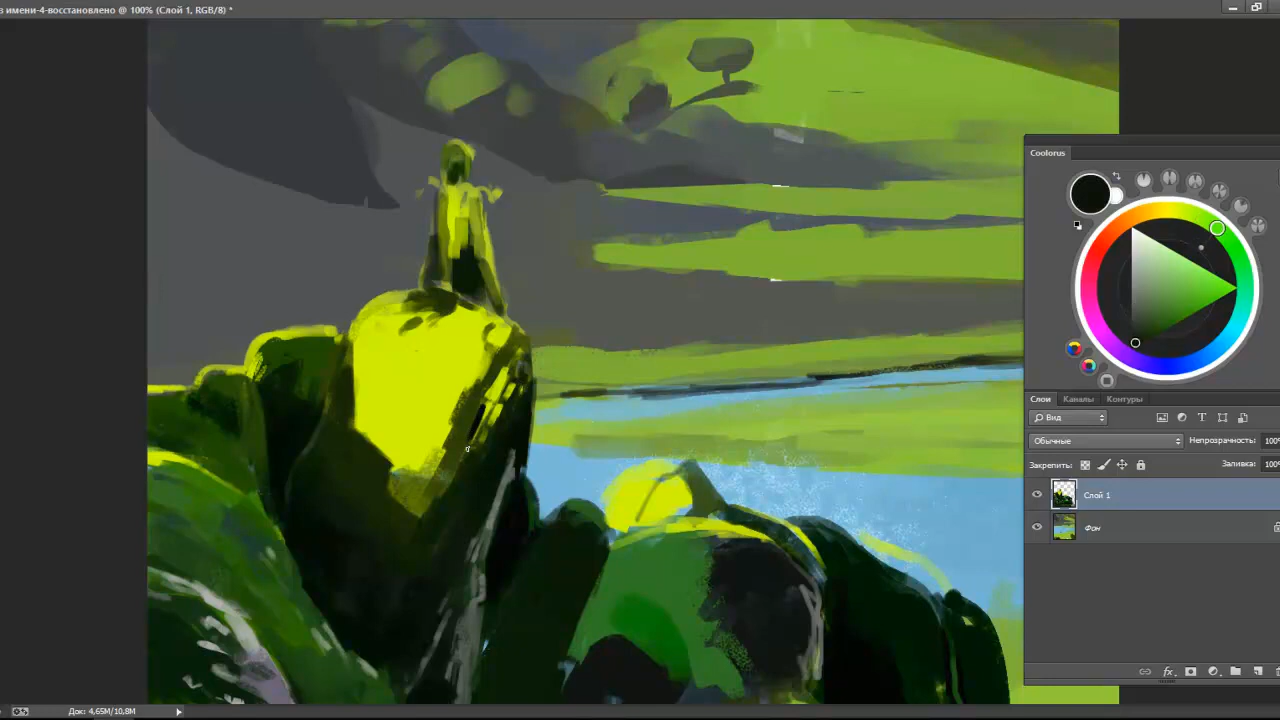 в имени-4-восстановлено @ 100% (Слой 1, RGB/8) *
Coolorus
Слои Каналы Контуры
Вид
Обычные Непрозрачность: 100%
Закрепить: Заливка: 100%
Слой 1
Фон
fx
Док: 4,65M/10,8M